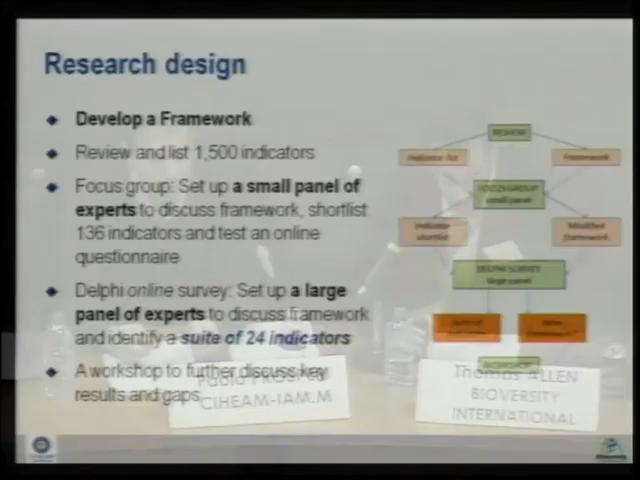 Research design
Develop a Framework
Review and list 1,500 indicators
Focus group: Set up a small panel of
experts to discuss framework, shortlist
136 indicators and test an online
questionnaire
Delphi online survey: Set up a large
panel of experts to discuss framework
and identify a suite of 24 indicators
A workshop to further discuss key
results and gaps
REVIEW
Indicator list
Framework
FOCUS GROUP
small panel
Indicator
shortlist
Modified
framework
DELPHI SURVEY
large panel
WORKSHOP
CIHEAM-IAM.M
Thomas ALLEN
BIOVERSITY
INTERNATIONAL